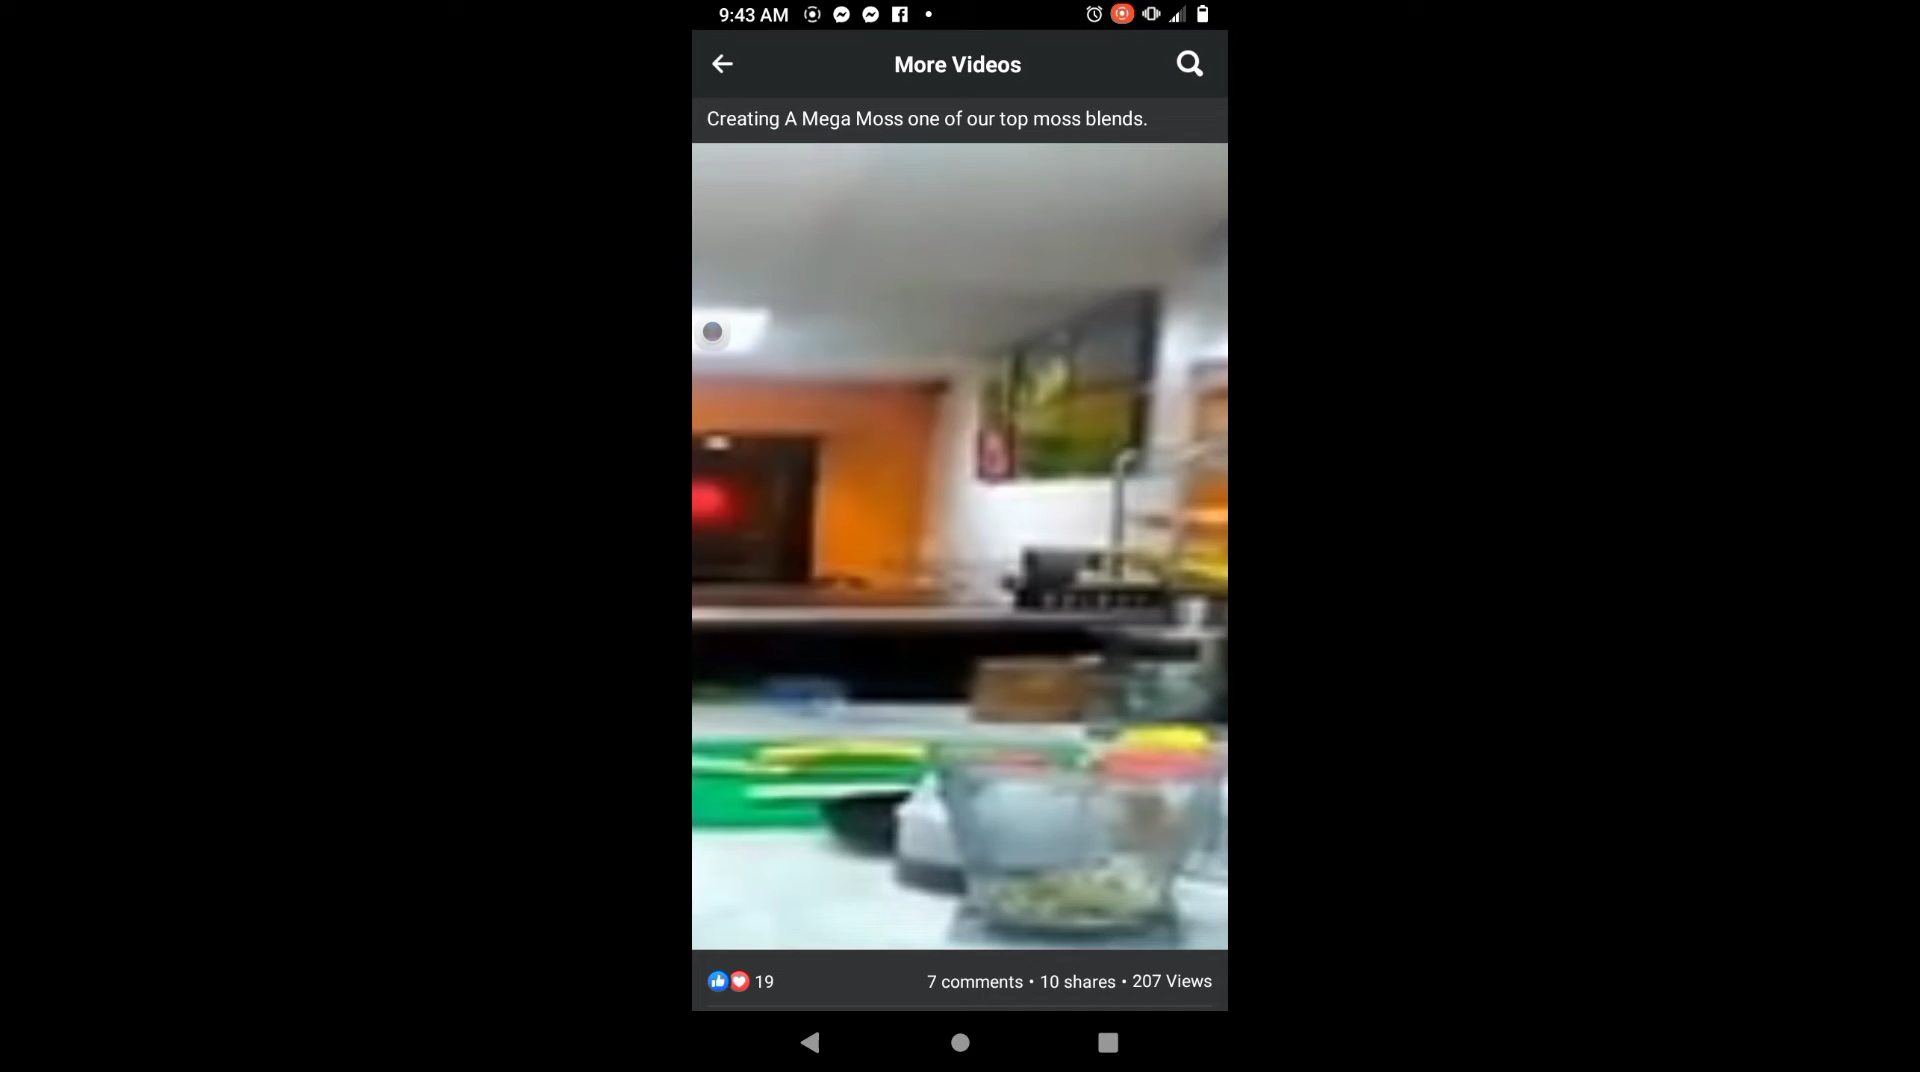 9:43 AM
More Videos
Creating A Mega Moss one of our top moss blends.
19
7 comments • 10 shares • 207 Views